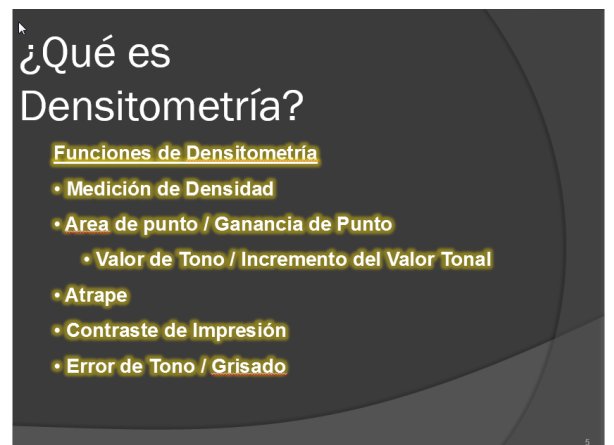 ¿Qué es
Densitometría?
Funciones de Densitometría
• Medición de Densidad
• Area de punto / Ganancia de Punto
• Valor de Tono / Incremento del Valor Tonal
• Atrape
• Contraste de Impresión
• Error de Tono / Grisado
5